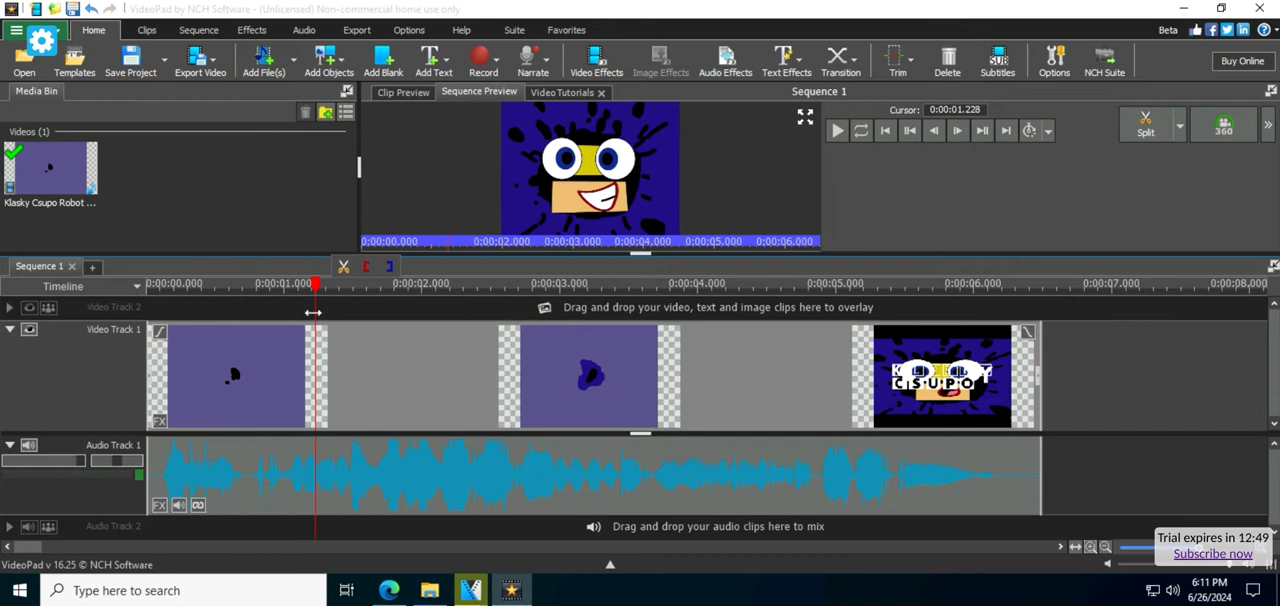 VideoPad by NCH Software - (Unlicensed) Non-commercial home use only
Home Clips Sequence Effects Audio Export Options Help Suite Favorites Beta
Open Templates Save Project Export Video Add File(s) Add Objects Add Blank Add Text Record Narrate Video Effects Image Effects Audio Effects Text Effects Transition Trim Delete Subtitles Options NCH Suite Buy Online
Media Bin Clip Preview Sequence Preview Video Tutorials Sequence 1
Cursor: 0:00:01.228
Split 360
Videos (1)
Klasky Csupo Robot ...
0:00:00.000 0:00:02.000 0:00:03.000 0:00:04.000 0:00:05.000 0:00:06.000
Sequence 1
Timeline 0:00:00.000 0:00:01.000 0:00:02.000 0:00:03.000 0:00:04.000 0:00:05.000 0:00:06.000 0:00:07.000 0:00:08.000
Video Track 2 Drag and drop your video, text and image clips here to overlay
Video Track 1
CSUPO
FX
Audio Track 1
FX
Audio Track 2 Drag and drop your audio clips here to mix
Trial expires in 12:49
Subscribe now
VideoPad v 16.25 © NCH Software
Type here to search
6:11 PM
6/26/2024